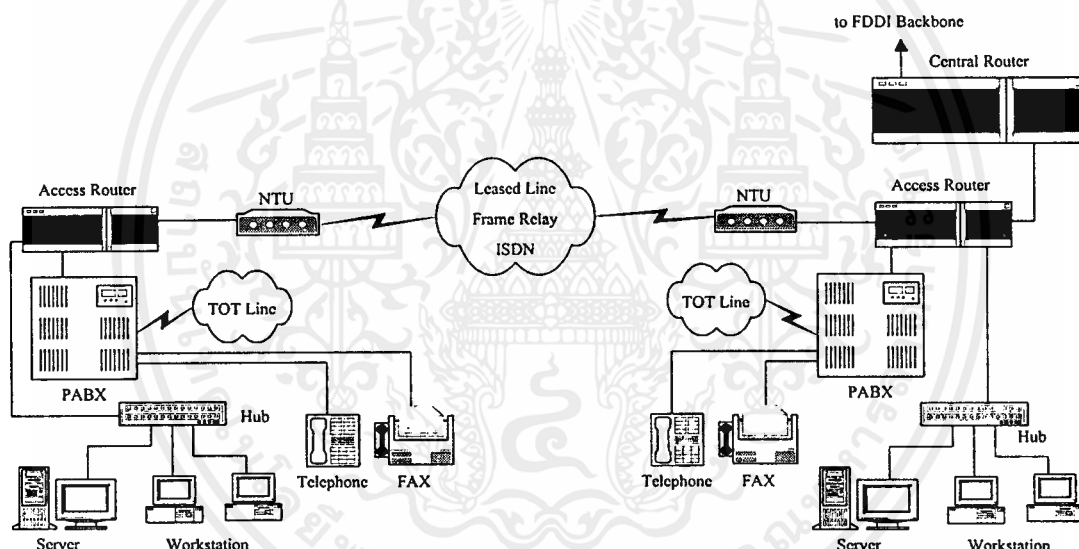 to FDDI Backbone
Central Router
Access Router
NTU
Leased Line
Frame Relay
ISDN
NTU
Access Router
TOT Line
TOT Line
PABX
PABX
Hub
Hub
Telephone
FAX
Telephone
FAX
Server
Workstation
Server
Workstation